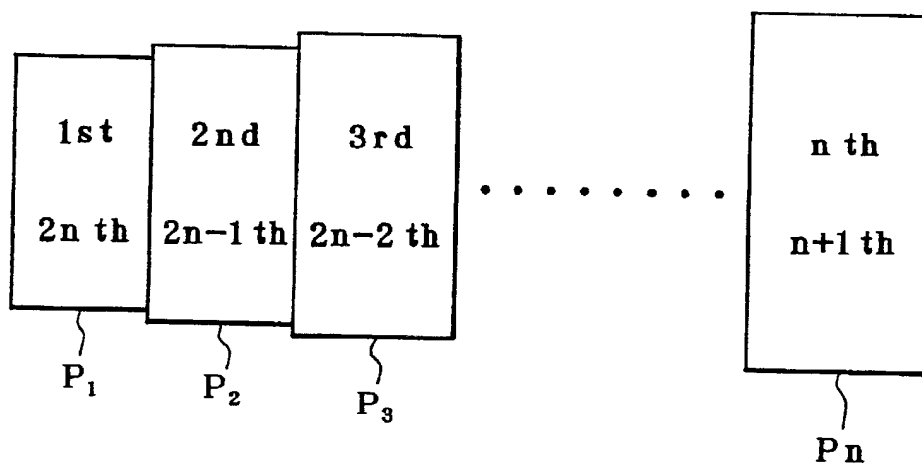 1st
2n th
P₁
2nd
2n-1 th
P₂
3rd
2n-2 th
P₃
n th
n+1 th
Pn